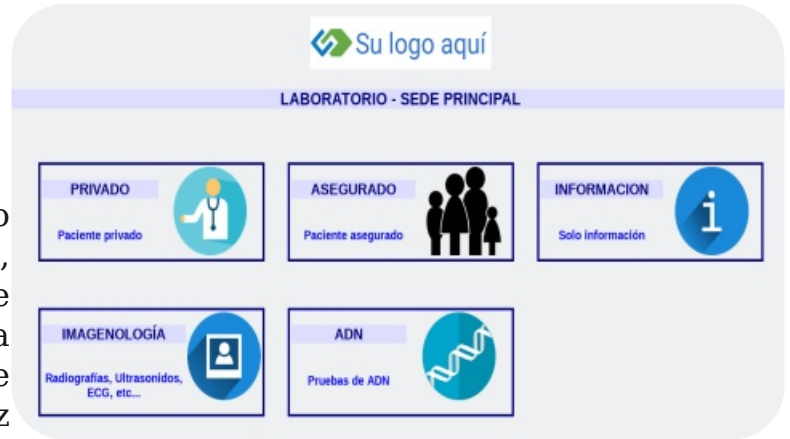 Su logo aquí
LABORATORIO - SEDE PRINCIPAL
PRIVADO
Paciente privado
ASEGURADO
Paciente asegurado
INFORMACION
Solo información
IMAGENOLOGÍA
Radiografías, Ultrasonidos,
ECG, etc...
ADN
Pruebas de ADN